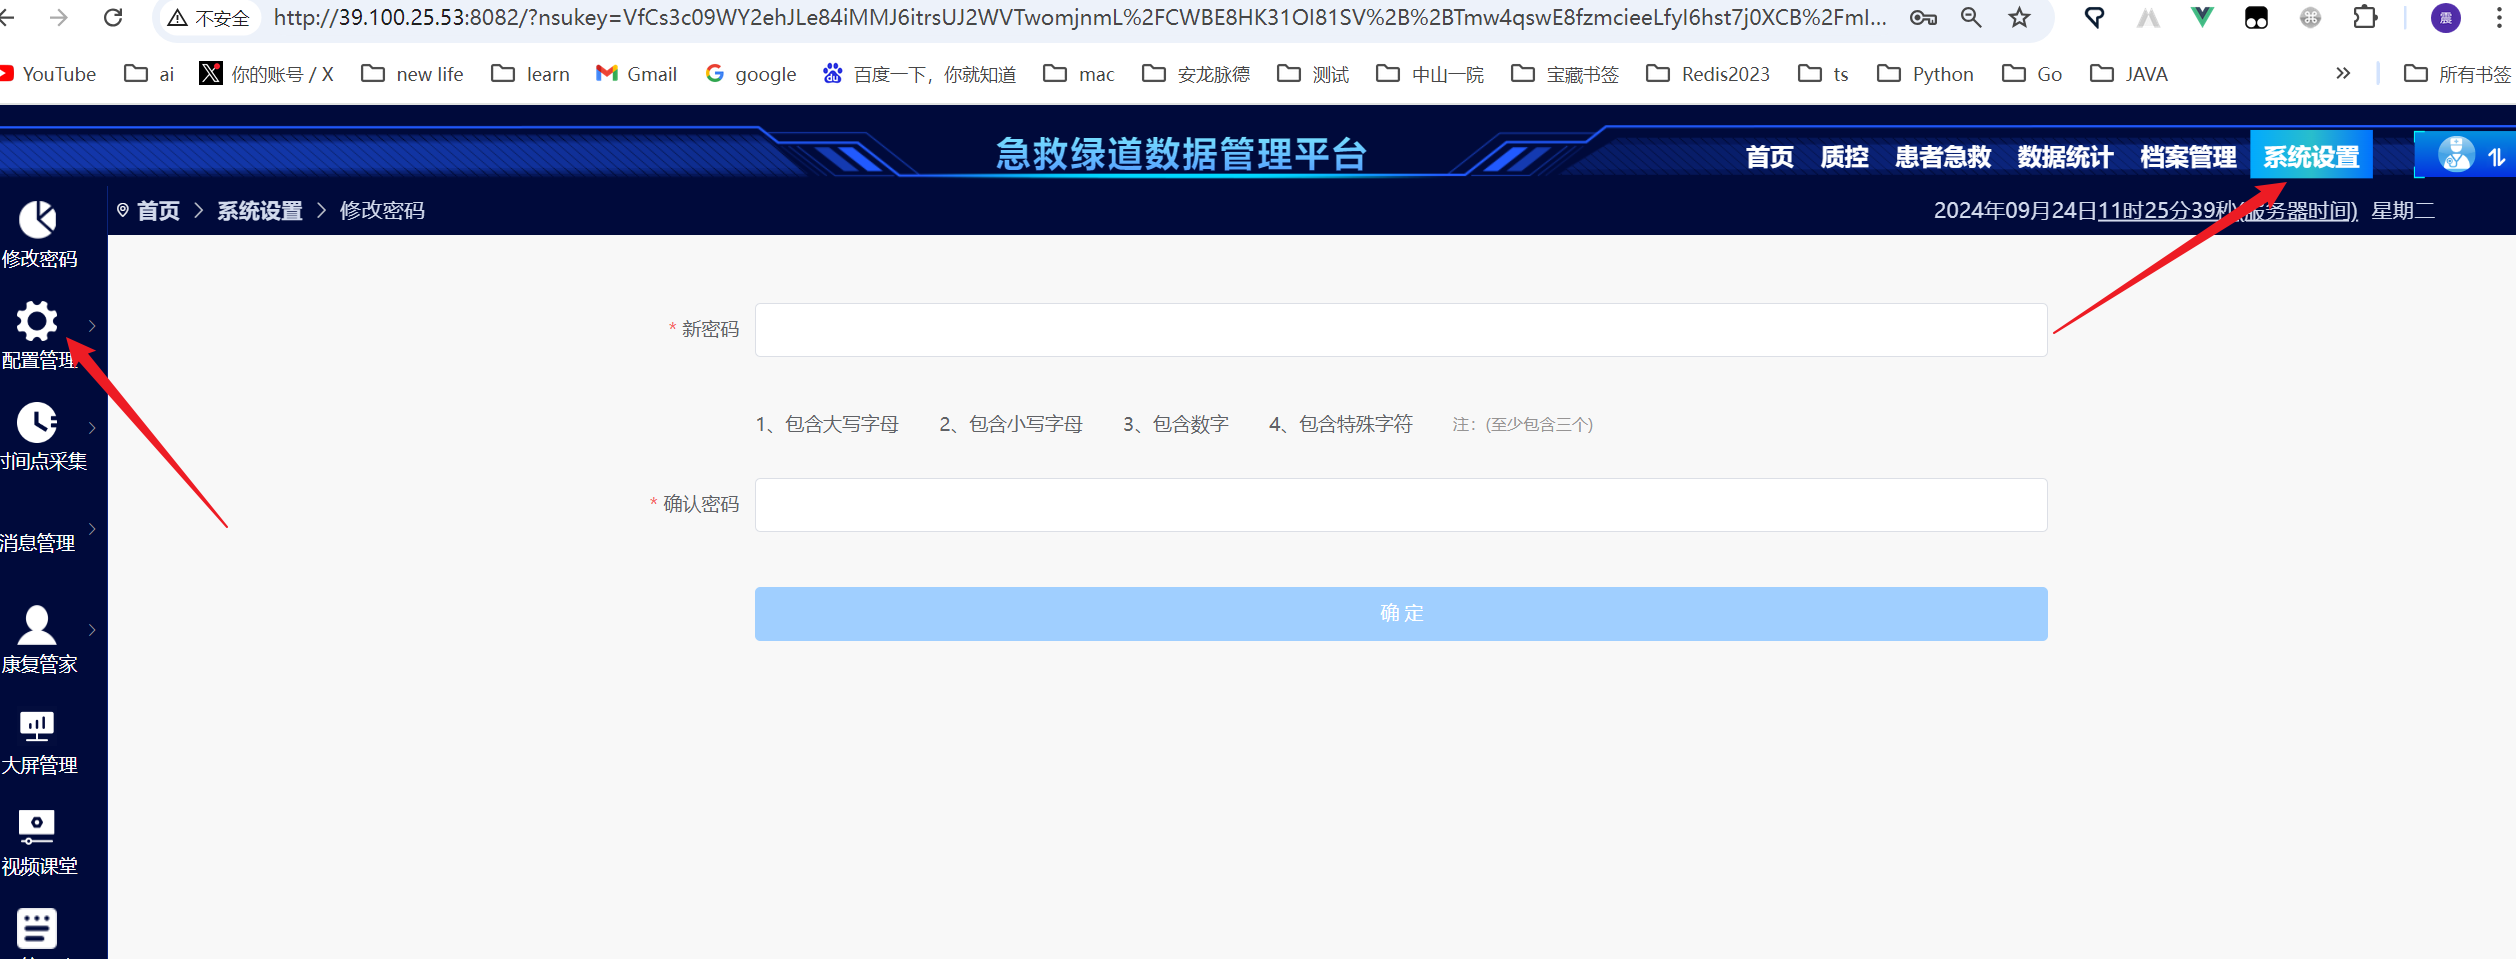 不安全 http://39.100.25.53:8082/?nsukey=VfCs3c09WY2ehJLe84iMMJ6itrsUJ2WVTwomjnmL%2FCWBE8HK31OI81SV%2B%2BTmw4qswE8fzmcieeLfyI6hst7j0XCB%2FmI... 震
YouTube ai 你的账号 / X new life learn Gmail google 百度一下，你就知道 mac 安龙脉德 测试 中山一院 宝藏书签 Redis2023 ts Python Go JAVA 所有书签
急救绿道数据管理平台 首页 质控 患者急救 数据统计 档案管理 系统设置
首页 > 系统设置 > 修改密码 2024年09月24日11时25分39秒(服务器时间) 星期二
修改密码
配置管理
时间点采集
消息管理
康复管家
大屏管理
视频课堂
* 新密码
1、包含大写字母 2、包含小写字母 3、包含数字 4、包含特殊字符 注：(至少包含三个)
* 确认密码
确 定